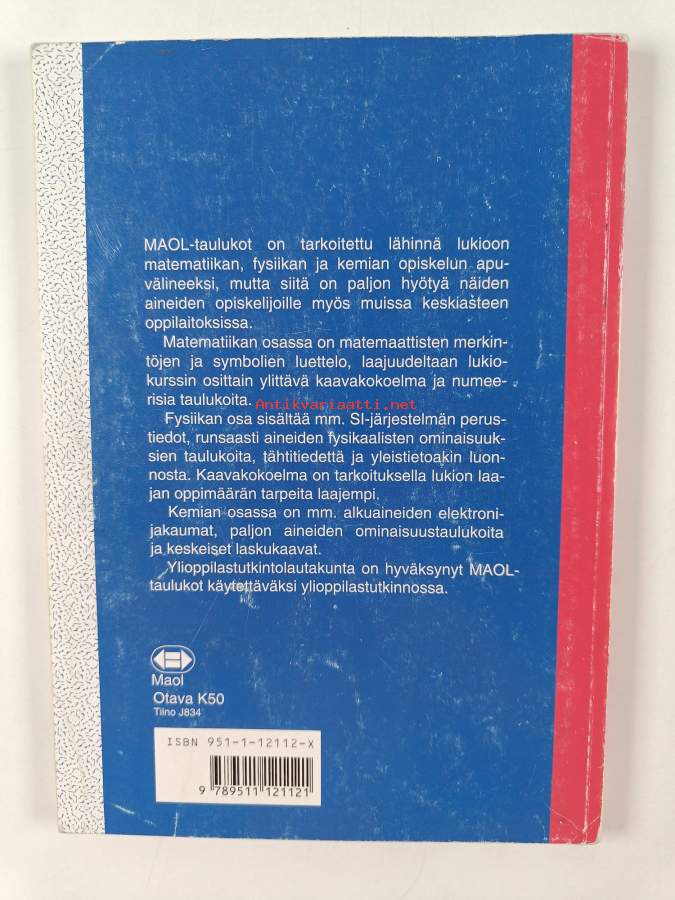 MAOL-taulukot on tarkoitettu lähinnä lukioon
matematiikan, fysiikan ja kemian opiskelun apu-
välineeksi, mutta siitä on paljon hyötyä näiden
aineiden opiskelijoille myös muissa keskiasteen
oppilaitoksissa.
Matematiikan osassa on matemaattisten merkin-
töjen ja symbolien luettelo, laajuudeltaan lukio-
kurssin osittain ylittävä kaavakokoelma ja numee-
risia taulukoita.
Antikvariaatti.net
Fysiikan osa sisältää mm. SI-järjestelmän perus-
tiedot, runsaasti aineiden fysikaalisten ominaisuuk-
sien taulukoita, tähtitiedettä ja yleistietoakin luon-
nosta. Kaavakokoelma on tarkoituksella lukion laa-
jan oppimäärän tarpeita laajempi.
Kemian osassa on mm. alkuaineiden elektroni-
jakaumat, paljon aineiden ominaisuustaulukoita
ja keskeiset laskukaavat.
Ylioppilastutkintolautakunta on hyväksynyt MAOL-
taulukot käytettäväksi ylioppilastutkinnossa.
Maol
Otava K50
Tilno J834
ISBN 951-1-12112-X
9 789511 121121